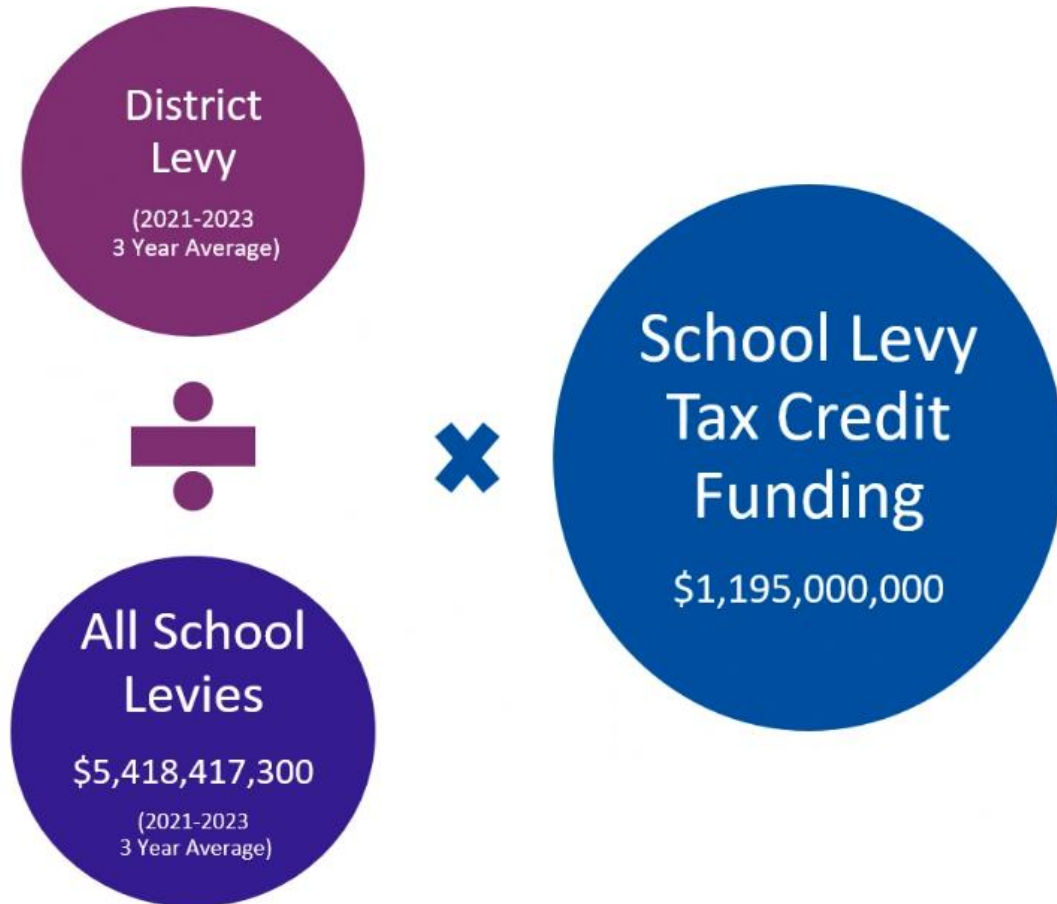 District
Levy
(2021-2023
3 Year Average)
÷
All School
Levies
$5,418,417,300
(2021-2023
3 Year Average)
×
School Levy
Tax Credit
Funding
$1,195,000,000